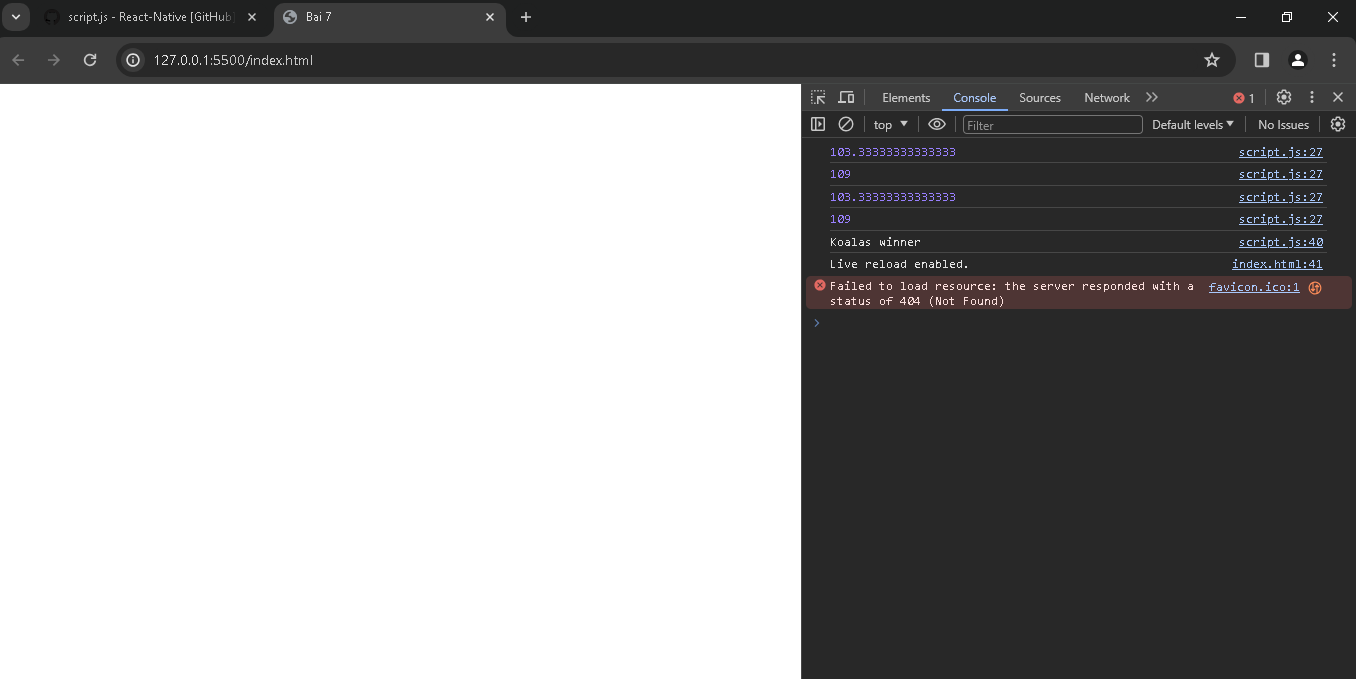 script.js - React-Native [GitHub]
Bai 7
127.0.0.1:5500/index.html
Elements Console Sources Network 1
top Filter Default levels No Issues
103.33333333333333 script.js:27
109 script.js:27
103.33333333333333 script.js:27
109 script.js:27
Koalas winner script.js:40
Live reload enabled. index.html:41
Failed to load resource: the server responded with a favicon.ico:1
status of 404 (Not Found)